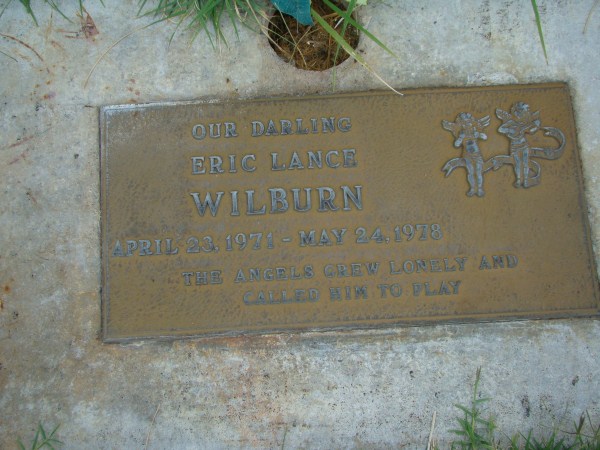 OUR DARLING
ERIC LANCE
WILBURN
APRIL 23, 1971 - MAY 24, 1978
THE ANGELS GREW LONELY AND
CALLED HIM TO PLAY